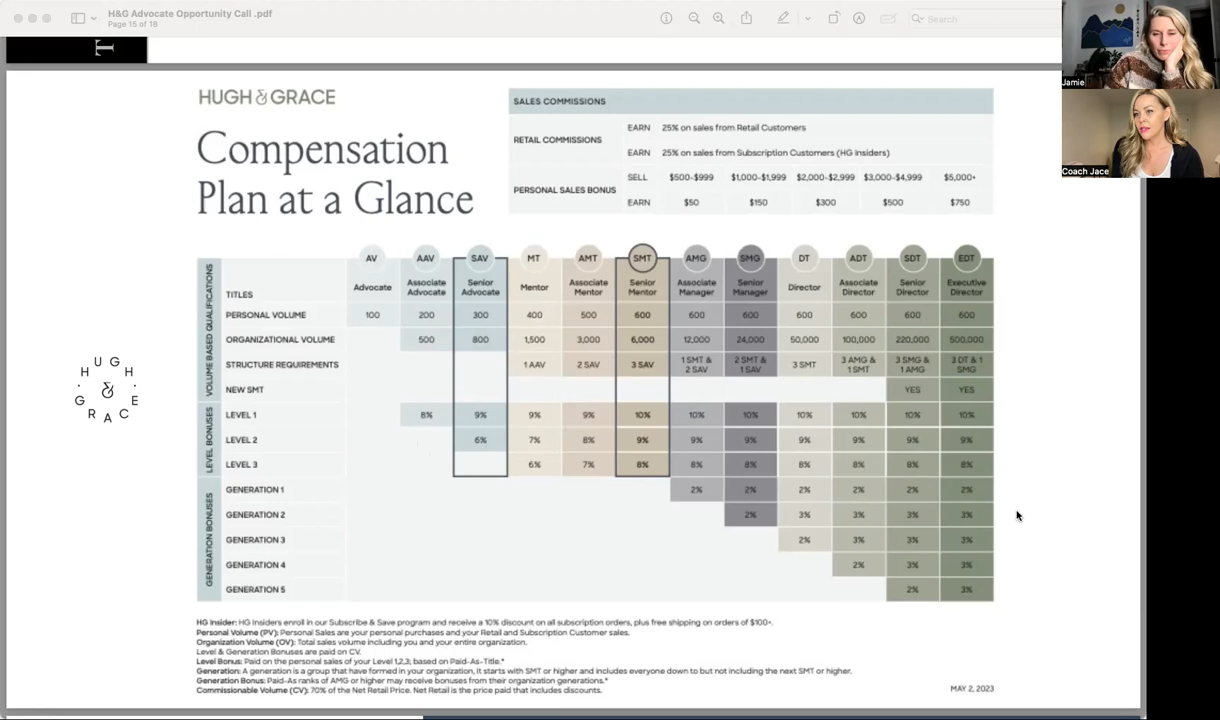 H&G Advocate Opportunity Call .pdf
Page 15 of 18
Search
Jamie
Coach Jace
T
HUGH & GRACE
Compensation
Plan at a Glance
SALES COMMISSIONS
RETAIL COMMISSIONS
EARN 25% on sales from Retail Customers
EARN 25% on sales from Subscription Customers (HG Insiders)
PERSONAL SALES BONUS
SELL $500-$999 $1,000-$1,999 $2,000-$2,999 $3,000-$4,999 $5,000+
EARN $50 $150 $300 $500 $750
AV AAV SAV MT AMT SMT AMG SMG DT ADT SDT EDT
VOLUME BASED QUALIFICATIONS
TITLES Advocate Associate Advocate Senior Advocate Mentor Associate Mentor Senior Mentor Associate Manager Senior Manager Director Associate Director Senior Director Executive Director
PERSONAL VOLUME 100 200 300 400 500 600 600 600 600 600 600 600
ORGANIZATIONAL VOLUME 500 800 1,500 3,000 6,000 12,000 24,000 50,000 100,000 220,000 500,000
STRUCTURE REQUIREMENTS 1 AAV 2 SAV 3 SAV 1 SMT & 2 SAV 2 SMT & 1 SAV 3 SMT 3 AMG & 1 SMT 3 SMG & 1 AMG 3 DT & 1 SMG
NEW SMT YES YES
LEVEL BONUSES
LEVEL 1 8% 9% 9% 9% 10% 10% 10% 10% 10% 10% 10%
LEVEL 2 6% 7% 8% 9% 9% 9% 9% 9% 9% 9%
LEVEL 3 6% 7% 8% 8% 8% 8% 8% 8% 8%
GENERATION BONUSES
GENERATION 1 2% 2% 2% 2% 2% 2%
GENERATION 2 2% 3% 3% 3% 3%
GENERATION 3 2% 3% 3% 3%
GENERATION 4 2% 3% 3%
GENERATION 5 2% 3%
HUGH & GRACE
HG Insider: HG Insiders enroll in our Subscribe & Save program and receive a 10% discount on all subscription orders, plus free shipping on orders of $100+.
Personal Volume (PV): Personal Sales are your personal purchases and your Retail and Subscription Customer sales.
Organization Volume (OV): Total sales volume including you and your entire organization.
Level & Generation Bonuses are paid on CV.
Level Bonus: Paid on the personal sales of your Level 1,2,3; based on Paid-As-Title.*
Generation: A generation is a group that have formed in your organization, it starts with SMT or higher and includes everyone down to but not including the next SMT or higher.
Generation Bonus: Paid-As ranks of AMG or higher may receive bonuses from their organization generations.*
Commissionable Volume (CV): 70% of the Net Retail Price. Net Retail is the price paid that includes discounts.
MAY 2, 2023